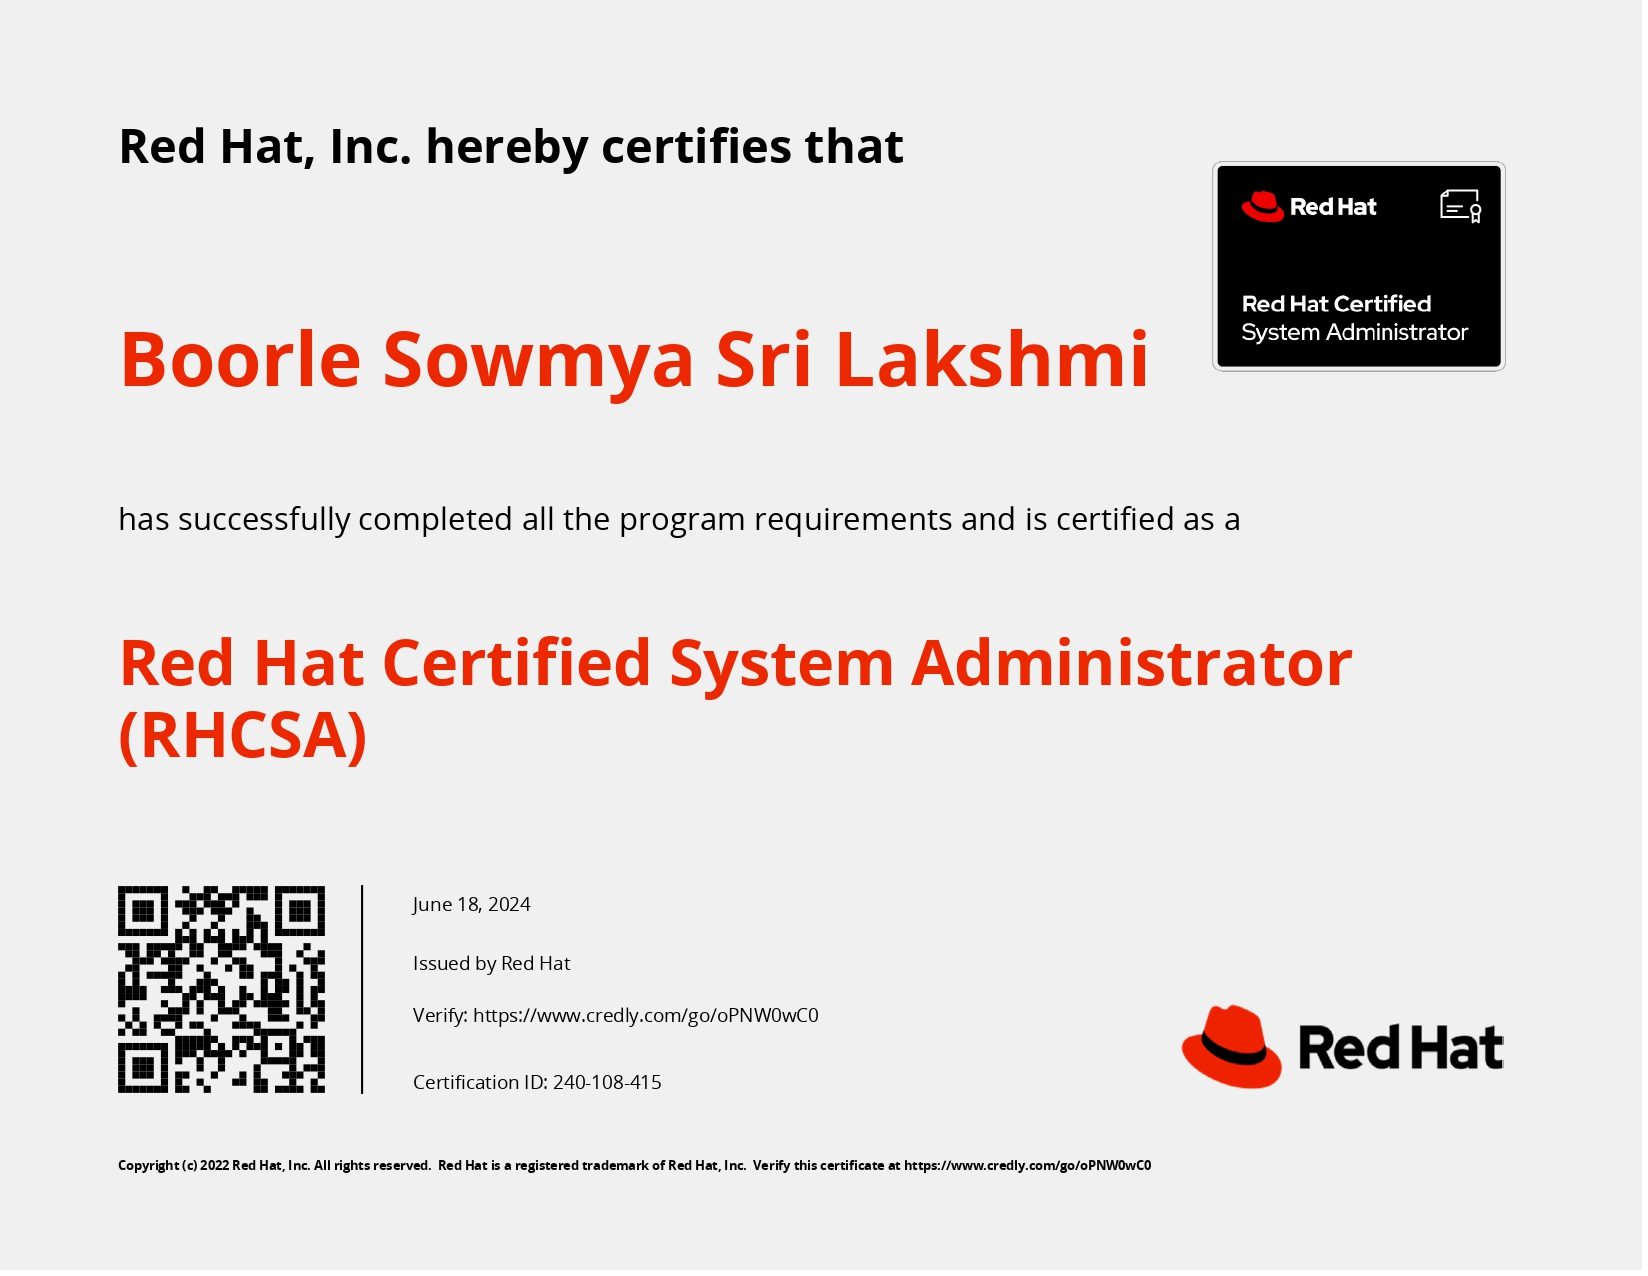 Red Hat, Inc. hereby certifies that
Red Hat
Red Hat Certified
System Administrator
Boorle Sowmya Sri Lakshmi
has successfully completed all the program requirements and is certified as a
Red Hat Certified System Administrator
(RHCSA)
June 18, 2024
Issued by Red Hat
Verify: https://www.credly.com/go/oPNW0wC0
Certification ID: 240-108-415
Red Hat
Copyright (c) 2022 Red Hat, Inc. All rights reserved.  Red Hat is a registered trademark of Red Hat, Inc.  Verify this certificate at https://www.credly.com/go/oPNW0wC0